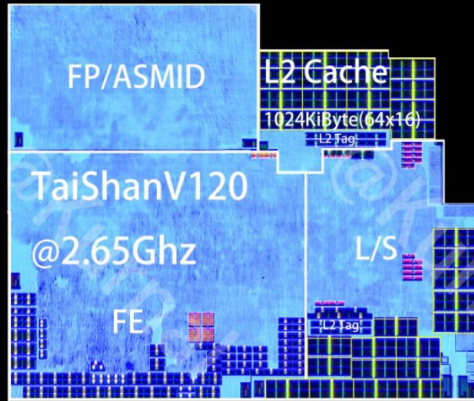 FP/ASMID
L2 Cache
1024KiByte(64x16)
L2 Tag
TaiShanV120
@2.65Ghz
L/S
FE
L2 Tag